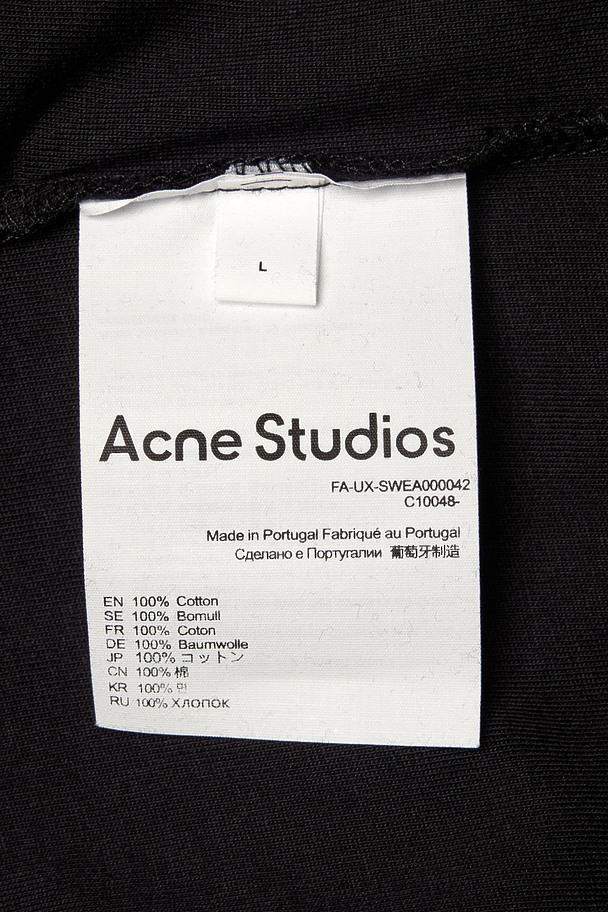 L
Acne Studios
FA-UX-SWEA000042
C10048-
Made in Portugal Fabriqué au Portugal
Сделано е Португалии 葡萄牙制造
EN 100% Cotton
SE 100% Bomull
FR 100% Coton
DE 100% Baumwolle
JP 100% コットン
CN 100% 棉
KR 100% 면
RU 100% ХЛОПОК